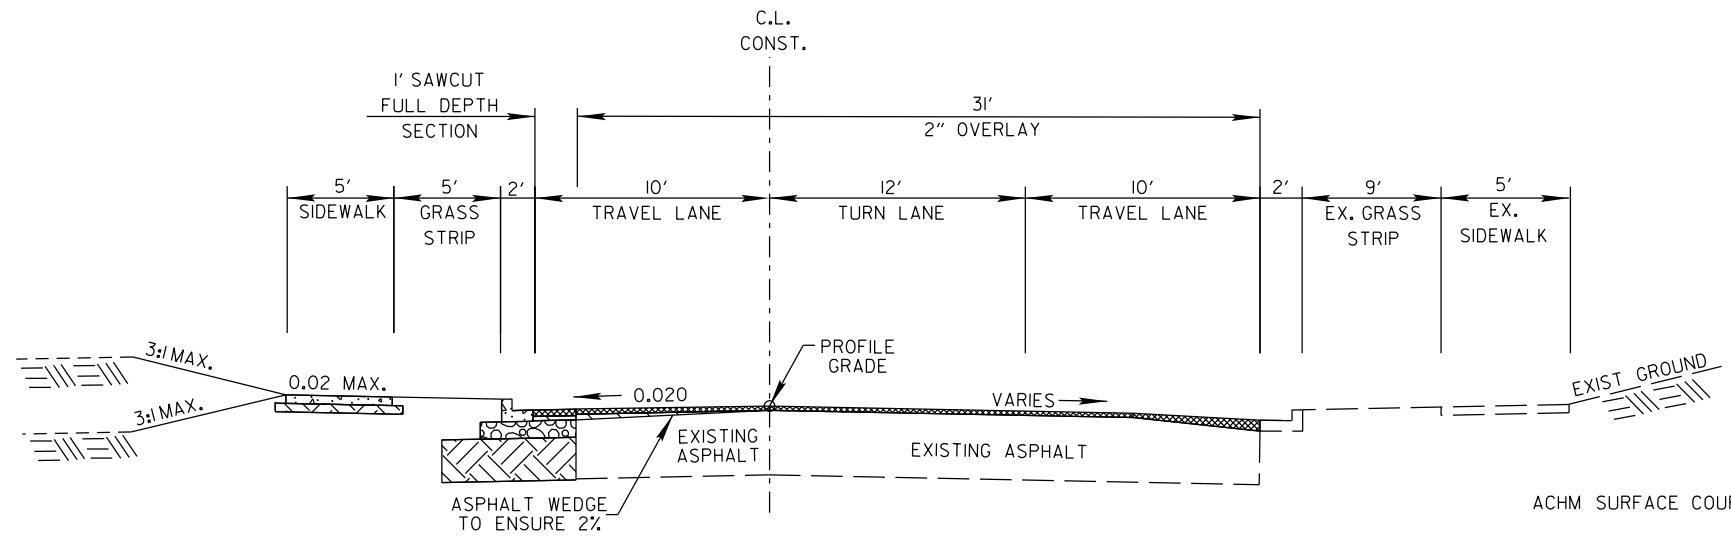 C.L.
CONST.
1' SAWCUT
FULL DEPTH
SECTION
31'
2" OVERLAY
5'
SIDEWALK
5'
GRASS
STRIP
2'
10'
TRAVEL LANE
12'
TURN LANE
10'
TRAVEL LANE
2'
9'
EX. GRASS
STRIP
5'
EX.
SIDEWALK
3:1 MAX.
3:1 MAX.
0.02 MAX.
0.020
PROFILE
GRADE
VARIES
EXIST GROUND
EXISTING
ASPHALT
EXISTING ASPHALT
ASPHALT WEDGE
TO ENSURE 2%
ACHM SURFACE